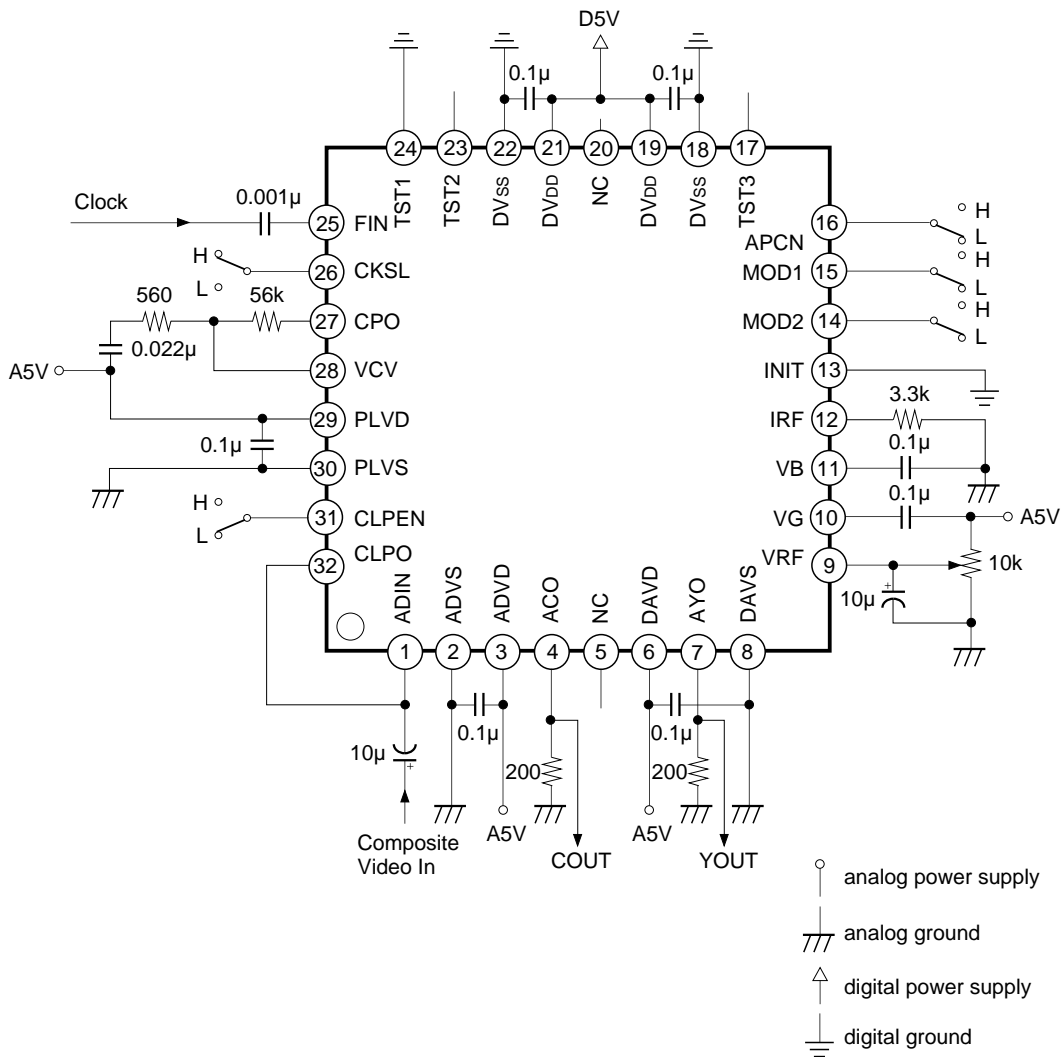 D5V
0.1µ
0.1µ
24
23
22
21
20
19
18
17
TST1
TST2
DVSS
DVDD
NC
DVDD
DVSS
TST3
Clock
0.001µ
25
FIN
H
L
26
CKSL
560
56k
27
CPO
0.022µ
A5V
28
VCV
29
PLVD
0.1µ
30
PLVS
H
L
31
CLPEN
32
CLPO
16
APCN
H
L
15
MOD1
H
L
14
MOD2
H
L
13
INIT
12
IRF
3.3k
11
VB
0.1µ
10
VG
0.1µ
A5V
9
VRF
10k
10µ
+
ADIN
ADVS
ADVD
ACO
NC
DAVD
AYO
DAVS
1
2
3
4
5
6
7
8
0.1µ
0.1µ
10µ
+
200
200
A5V
A5V
Composite
Video In
COUT
YOUT
analog power supply
analog ground
digital power supply
digital ground